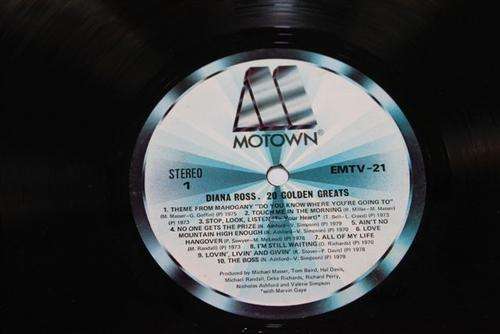 MOTOWN®
STEREO
1
EMTV-21
DIANA ROSS. 20 GOLDEN GREATS
1. THEME FROM MAHOGANY "DO YOU KNOW WHERE YOU'RE GOING TO"
(M. Masser-G. Goffin) (P) 1975 2. TOUCH ME IN THE MORNING (R. Miller-M. Masser)
(P) 1973 3. STOP, LOOK, LISTEN (To Your Heart)* (T. Bell-L. Creed) (P) 1973
4. NO ONE GETS THE PRIZE (N. Ashford-V. Simpson) (P) 1979 5. AIN'T NO
MOUNTAIN HIGH ENOUGH (N. Ashford-V. Simpson) (P) 1970 6. LOVE
HANGOVER (P. Sawyer-M. McLeod) (P) 1976 7. ALL OF MY LIFE
(M. Randall) (P) 1973 8. I'M STILL WAITING (D. Richards) (P) 1970
9. LOVIN', LIVIN' AND GIVIN' (K. Stover-P. Davis) (P) 1978
10. THE BOSS (N. Ashford-V. Simpson) (P) 1979
Produced by Michael Masser, Tom Baird, Hal Davis,
Michael Randall, Deke Richards, Richard Perry,
Nicholas Ashford and Valerie Simpson
*with Marvin Gaye